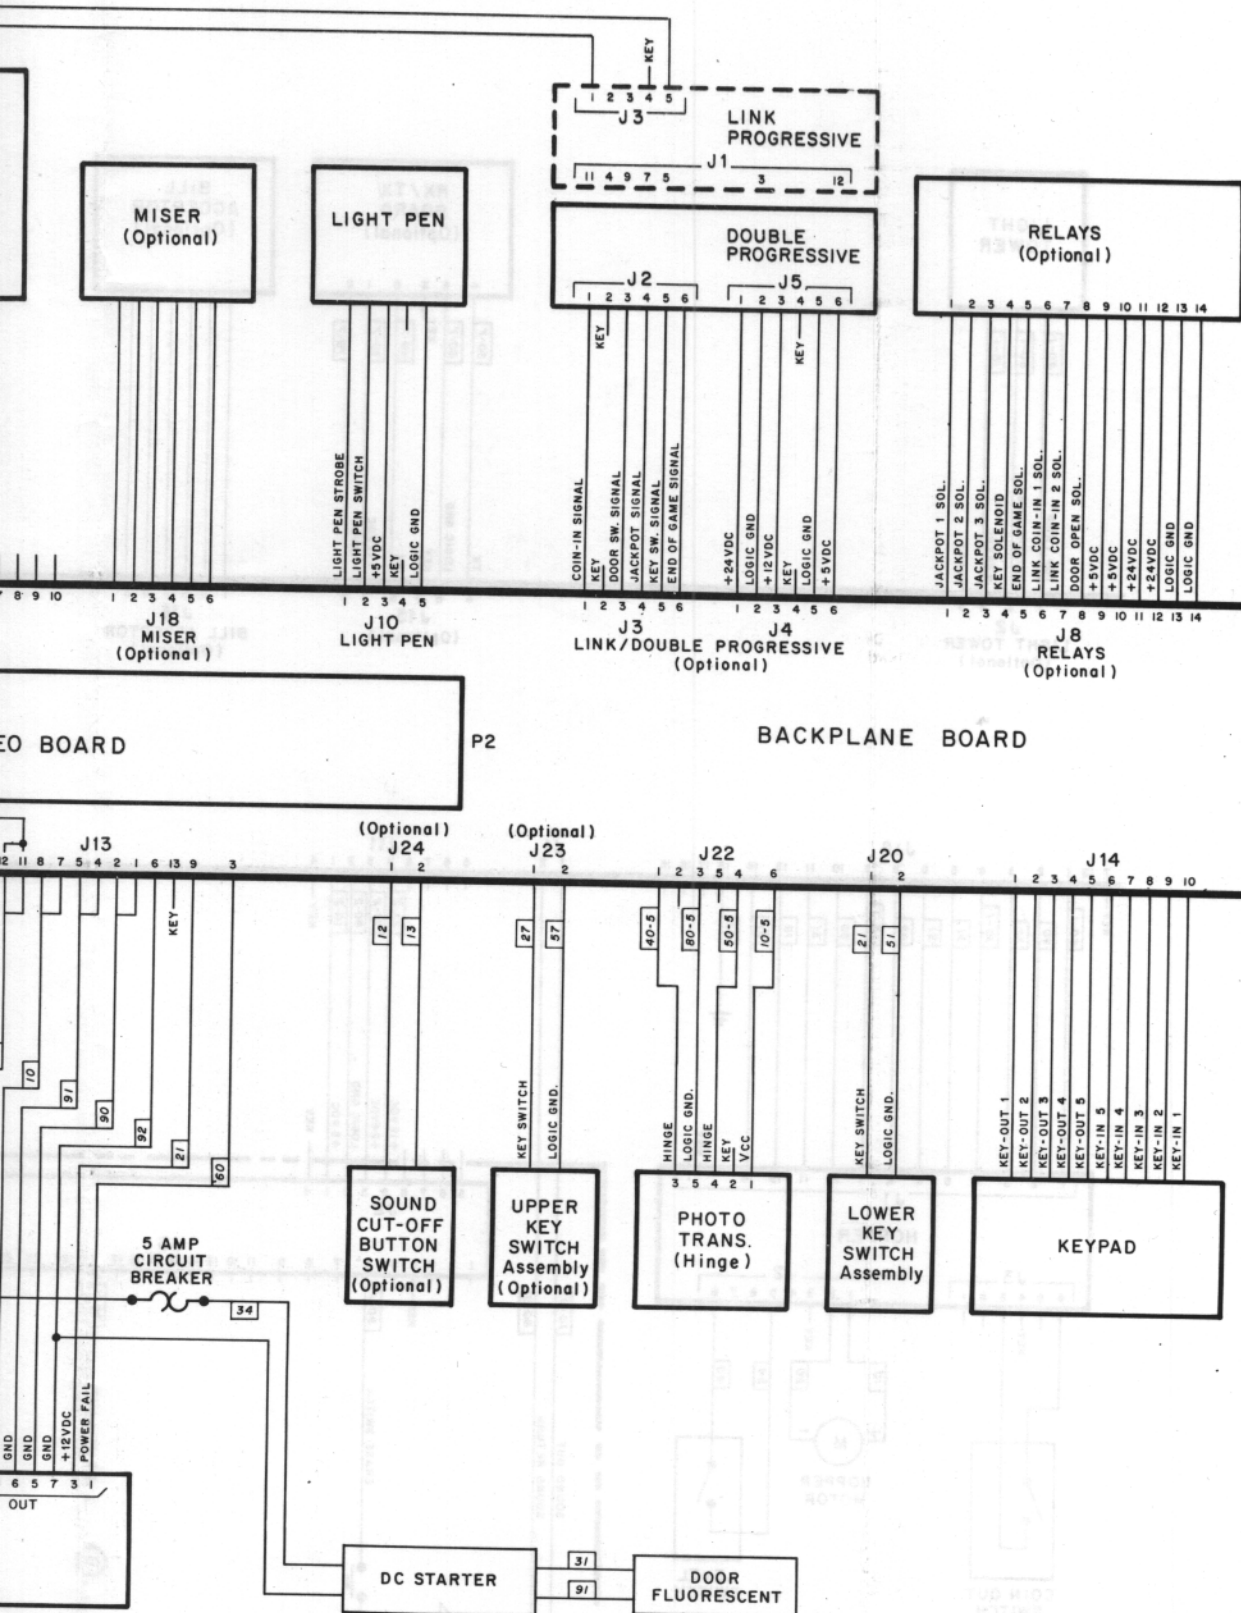 KEY
1 2 3 4 5
J3
LINK
PROGRESSIVE
J1
11 4 9 7 5 3 12
MISER
(Optional)
LIGHT PEN
DOUBLE
PROGRESSIVE
J2
J5
1 2 3 4 5 6
1 2 3 4 5 6
KEY
KEY
RELAYS
(Optional)
1 2 3 4 5 6 7 8 9 10 11 12 13 14
LIGHT PEN STROBE
LIGHT PEN SWITCH
+5VDC
KEY
LOGIC GND
COIN-IN SIGNAL
KEY
DOOR SW. SIGNAL
JACKPOT SIGNAL
KEY SW. SIGNAL
END OF GAME SIGNAL
+24VDC
LOGIC GND
+12VDC
KEY
LOGIC GND
+5VDC
JACKPOT 1 SOL.
JACKPOT 2 SOL.
JACKPOT 3 SOL.
KEY SOLENOID
END OF GAME SOL.
LINK COIN-IN 1 SOL.
LINK COIN-IN 2 SOL.
DOOR OPEN SOL.
+5VDC
+5VDC
+24VDC
+24VDC
LOGIC GND
LOGIC GND
8 9 10
1 2 3 4 5 6
J18
MISER
(Optional)
1 2 3 4 5
J10
LIGHT PEN
1 2 3 4 5 6
1 2 3 4 5 6
J3
J4
LINK/DOUBLE PROGRESSIVE
(Optional)
1 2 3 4 5 6 7 8 9 10 11 12 13 14
J8
RELAYS
(Optional)
EO BOARD
P2
BACKPLANE BOARD
J13
12 11 8 7 5 4 2 1 6 13 9 3
(Optional)
J24
1 2
(Optional)
J23
1 2
J22
1 2 3 5 4 6
J20
1 2
J14
1 2 3 4 5 6 7 8 9 10
KEY
12
13
27
57
40-5
80-5
50-5
10-5
21
51
10
91
90
92
21
60
KEY SWITCH
LOGIC GND.
HINGE
LOGIC GND.
HINGE
KEY
VCC
KEY SWITCH
LOGIC GND.
KEY-OUT 1
KEY-OUT 2
KEY-OUT 3
KEY-OUT 4
KEY-OUT 5
KEY-IN 5
KEY-IN 4
KEY-IN 3
KEY-IN 2
KEY-IN 1
3 5 4 2 1
SOUND
CUT-OFF
BUTTON
SWITCH
(Optional)
UPPER
KEY
SWITCH
Assembly
(Optional)
PHOTO
TRANS.
(Hinge)
LOWER
KEY
SWITCH
Assembly
KEYPAD
5 AMP
CIRCUIT
BREAKER
34
GND
GND
GND
+12VDC
POWER FAIL
6 5 7 3 1
OUT
DC STARTER
31
91
DOOR
FLUORESCENT